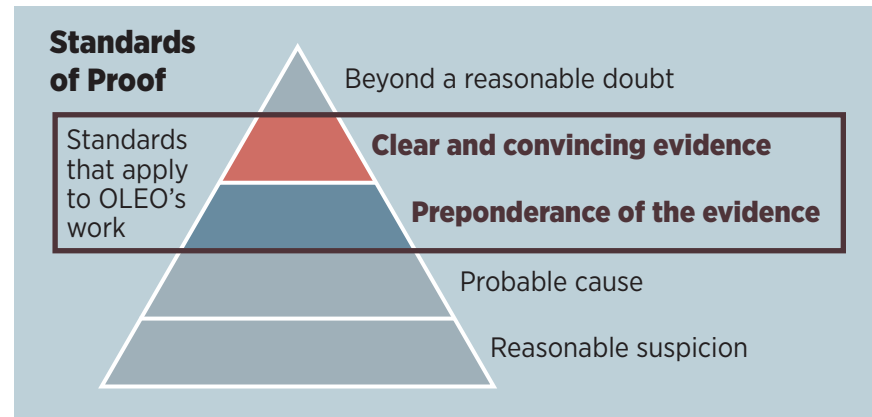 Standards
of Proof
Beyond a reasonable doubt
Standards
that apply
to OLEO’s
work
Clear and convincing evidence
Preponderance of the evidence
Probable cause
Reasonable suspicion